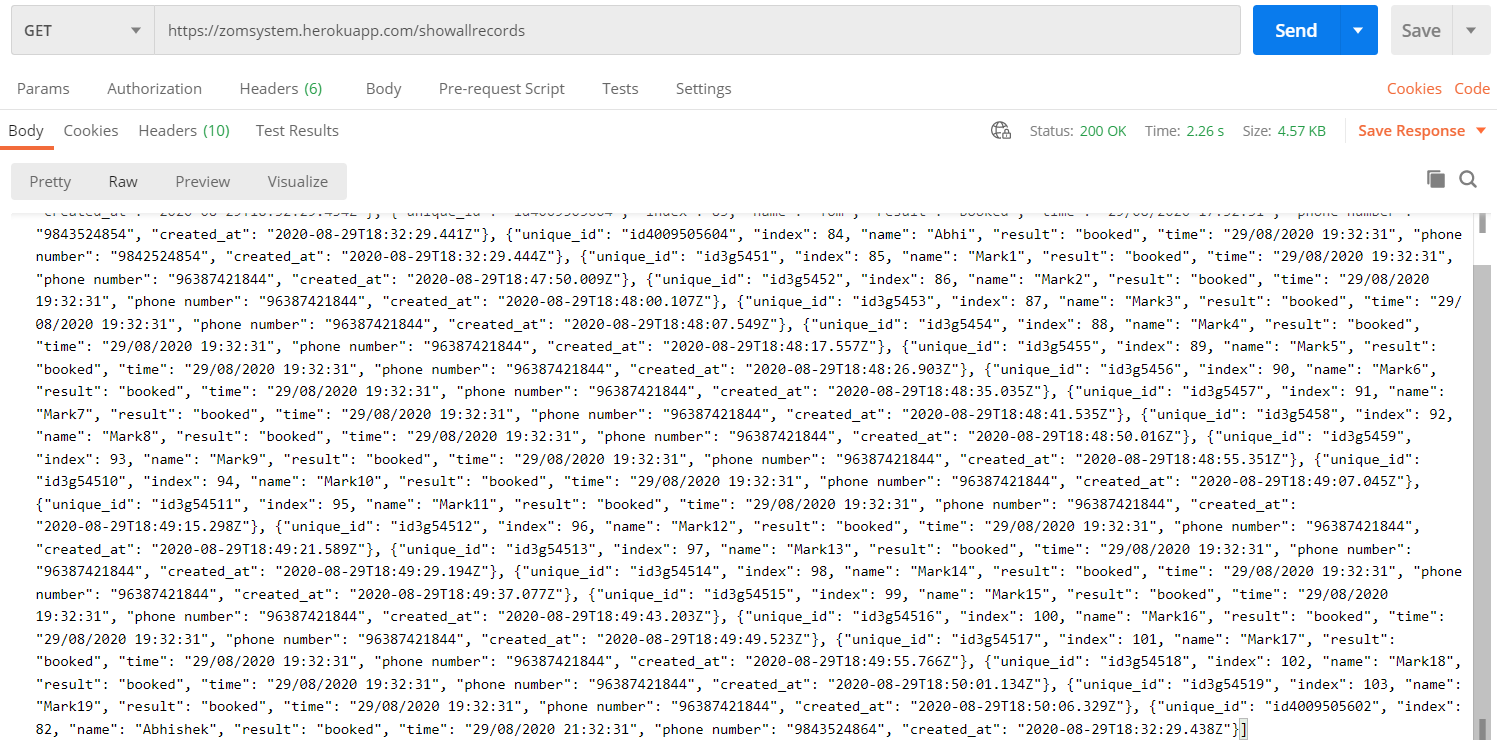 GET https://zomsystem.herokuapp.com/showallrecords Send Save
Params Authorization Headers (6) Body Pre-request Script Tests Settings Cookies Code
Body Cookies Headers (10) Test Results Status: 200 OK Time: 2.26 s Size: 4.57 KB Save Response
Pretty Raw Preview Visualize
"9843524854", "created_at": "2020-08-29T18:32:29.441Z"}, {"unique_id": "id4009505604", "index": 84, "name": "Abhi", "result": "booked", "time": "29/08/2020 19:32:31", "phone
number": "9842524854", "created_at": "2020-08-29T18:32:29.444Z"}, {"unique_id": "id3g5451", "index": 85, "name": "Mark1", "result": "booked", "time": "29/08/2020 19:32:31",
"phone number": "96387421844", "created_at": "2020-08-29T18:47:50.009Z"}, {"unique_id": "id3g5452", "index": 86, "name": "Mark2", "result": "booked", "time": "29/08/2020
19:32:31", "phone number": "96387421844", "created_at": "2020-08-29T18:48:00.107Z"}, {"unique_id": "id3g5453", "index": 87, "name": "Mark3", "result": "booked", "time": "29/
08/2020 19:32:31", "phone number": "96387421844", "created_at": "2020-08-29T18:48:07.549Z"}, {"unique_id": "id3g5454", "index": 88, "name": "Mark4", "result": "booked",
"time": "29/08/2020 19:32:31", "phone number": "96387421844", "created_at": "2020-08-29T18:48:17.557Z"}, {"unique_id": "id3g5455", "index": 89, "name": "Mark5", "result":
"booked", "time": "29/08/2020 19:32:31", "phone number": "96387421844", "created_at": "2020-08-29T18:48:26.903Z"}, {"unique_id": "id3g5456", "index": 90, "name": "Mark6",
"result": "booked", "time": "29/08/2020 19:32:31", "phone number": "96387421844", "created_at": "2020-08-29T18:48:35.035Z"}, {"unique_id": "id3g5457", "index": 91, "name":
"Mark7", "result": "booked", "time": "29/08/2020 19:32:31", "phone number": "96387421844", "created_at": "2020-08-29T18:48:41.535Z"}, {"unique_id": "id3g5458", "index": 92,
"name": "Mark8", "result": "booked", "time": "29/08/2020 19:32:31", "phone number": "96387421844", "created_at": "2020-08-29T18:48:50.016Z"}, {"unique_id": "id3g5459",
"index": 93, "name": "Mark9", "result": "booked", "time": "29/08/2020 19:32:31", "phone number": "96387421844", "created_at": "2020-08-29T18:48:55.351Z"}, {"unique_id":
"id3g54510", "index": 94, "name": "Mark10", "result": "booked", "time": "29/08/2020 19:32:31", "phone number": "96387421844", "created_at": "2020-08-29T18:49:07.045Z"},
{"unique_id": "id3g54511", "index": 95, "name": "Mark11", "result": "booked", "time": "29/08/2020 19:32:31", "phone number": "96387421844", "created_at":
"2020-08-29T18:49:15.298Z"}, {"unique_id": "id3g54512", "index": 96, "name": "Mark12", "result": "booked", "time": "29/08/2020 19:32:31", "phone number": "96387421844",
"created_at": "2020-08-29T18:49:21.589Z"}, {"unique_id": "id3g54513", "index": 97, "name": "Mark13", "result": "booked", "time": "29/08/2020 19:32:31", "phone number":
"96387421844", "created_at": "2020-08-29T18:49:29.194Z"}, {"unique_id": "id3g54514", "index": 98, "name": "Mark14", "result": "booked", "time": "29/08/2020 19:32:31", "phone
number": "96387421844", "created_at": "2020-08-29T18:49:37.077Z"}, {"unique_id": "id3g54515", "index": 99, "name": "Mark15", "result": "booked", "time": "29/08/2020
19:32:31", "phone number": "96387421844", "created_at": "2020-08-29T18:49:43.203Z"}, {"unique_id": "id3g54516", "index": 100, "name": "Mark16", "result": "booked", "time":
"29/08/2020 19:32:31", "phone number": "96387421844", "created_at": "2020-08-29T18:49:49.523Z"}, {"unique_id": "id3g54517", "index": 101, "name": "Mark17", "result":
"booked", "time": "29/08/2020 19:32:31", "phone number": "96387421844", "created_at": "2020-08-29T18:49:55.766Z"}, {"unique_id": "id3g54518", "index": 102, "name": "Mark18",
"result": "booked", "time": "29/08/2020 19:32:31", "phone number": "96387421844", "created_at": "2020-08-29T18:50:01.134Z"}, {"unique_id": "id3g54519", "index": 103, "name":
"Mark19", "result": "booked", "time": "29/08/2020 19:32:31", "phone number": "96387421844", "created_at": "2020-08-29T18:50:06.329Z"}, {"unique_id": "id4009505602", "index":
82, "name": "Abhishek", "result": "booked", "time": "29/08/2020 21:32:31", "phone number": "9843524864", "created_at": "2020-08-29T18:32:29.438Z"}]